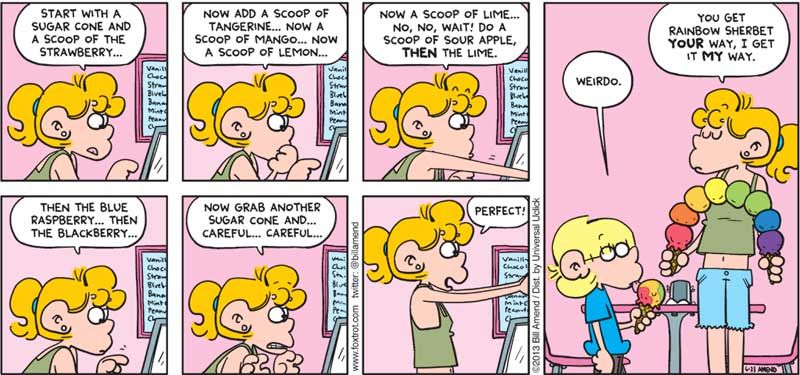 START WITH A
SUGAR CONE AND
A SCOOP OF THE
STRAWBERRY...
NOW ADD A SCOOP OF
TANGERINE... NOW A
SCOOP OF MANGO... NOW
A SCOOP OF LEMON...
NOW A SCOOP OF LIME...
NO, NO, WAIT! DO A
SCOOP OF SOUR APPLE,
THEN THE LIME.
THEN THE BLUE
RASPBERRY... THEN
THE BLACKBERRY...
NOW GRAB ANOTHER
SUGAR CONE AND...
CAREFUL... CAREFUL...
PERFECT!
www.foxtrot.com twitter: @billamend
YOU GET
RAINBOW SHERBET
YOUR WAY, I GET
IT MY WAY.
WEIRDO.
©2013 Bill Amend / Dist. by Universal Uclick
AMEND